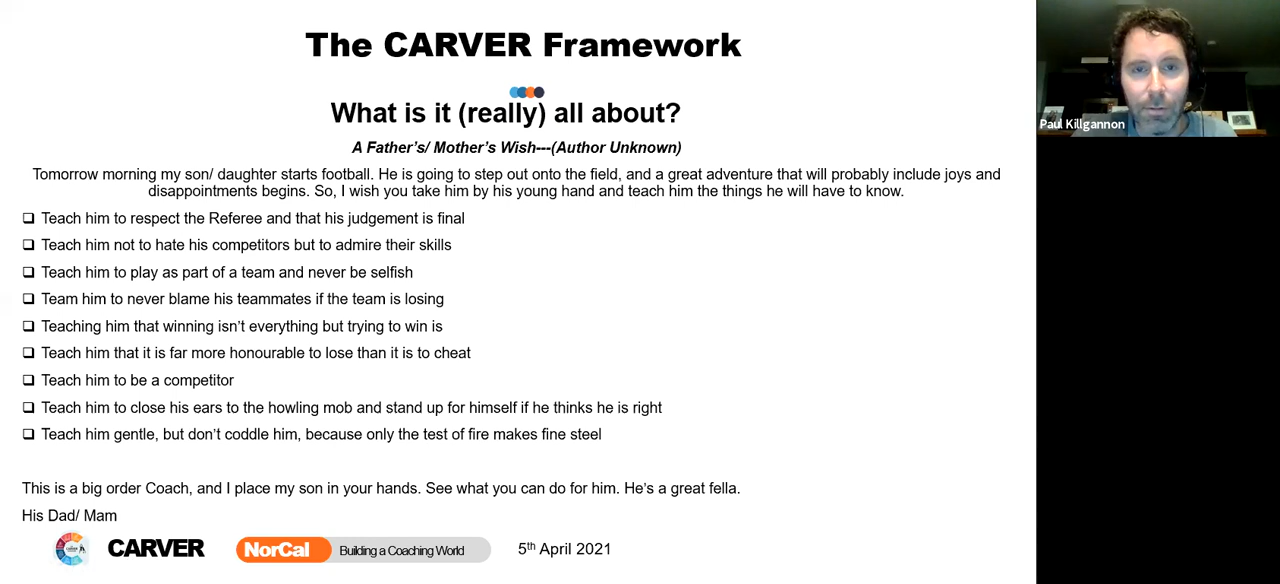 The CARVER Framework
What is it (really) all about?
A Father's/ Mother's Wish---(Author Unknown)
Tomorrow morning my son/ daughter starts football. He is going to step out onto the field, and a great adventure that will probably include joys and
disappointments begins. So, I wish you take him by his young hand and teach him the things he will have to know.
Teach him to respect the Referee and that his judgement is final
Teach him not to hate his competitors but to admire their skills
Teach him to play as part of a team and never be selfish
Team him to never blame his teammates if the team is losing
Teaching him that winning isn't everything but trying to win is
Teach him that it is far more honourable to lose than it is to cheat
Teach him to be a competitor
Teach him to close his ears to the howling mob and stand up for himself if he thinks he is right
Teach him gentle, but don't coddle him, because only the test of fire makes fine steel
This is a big order Coach, and I place my son in your hands. See what you can do for him. He's a great fella.
His Dad/ Mam
CARVER
NorCal Building a Coaching World
5th April 2021
Paul Killgannon